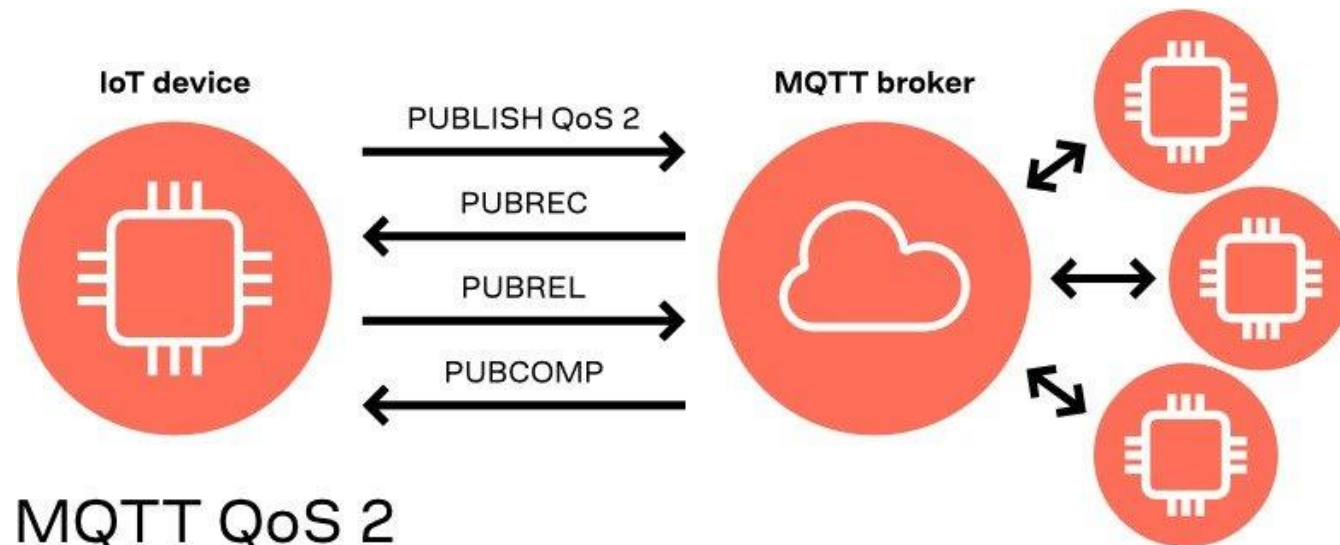 IoT device
MQTT broker
PUBLISH QoS 2
PUBREC
PUBREL
PUBCOMP
MQTT QoS 2